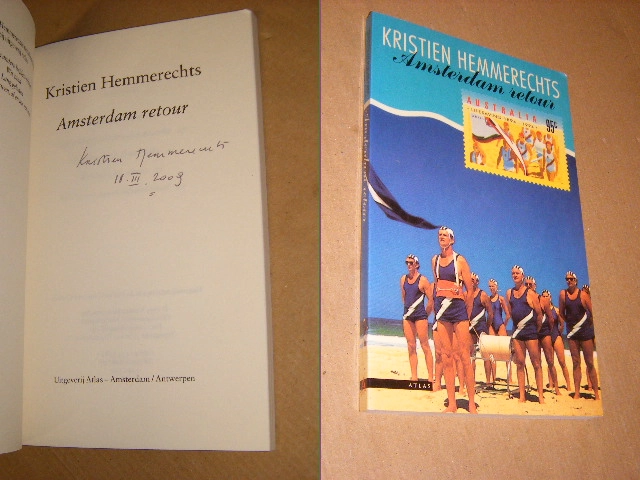 Kristien Hemmerechts
Amsterdam retour
Kristien Hemmerechts
18.III.2009
Uitgeverij Atlas – Amsterdam / Antwerpen
KRISTIEN HEMMERECHTS
Amsterdam retour
AUSTRALIA
95c
ATLAS